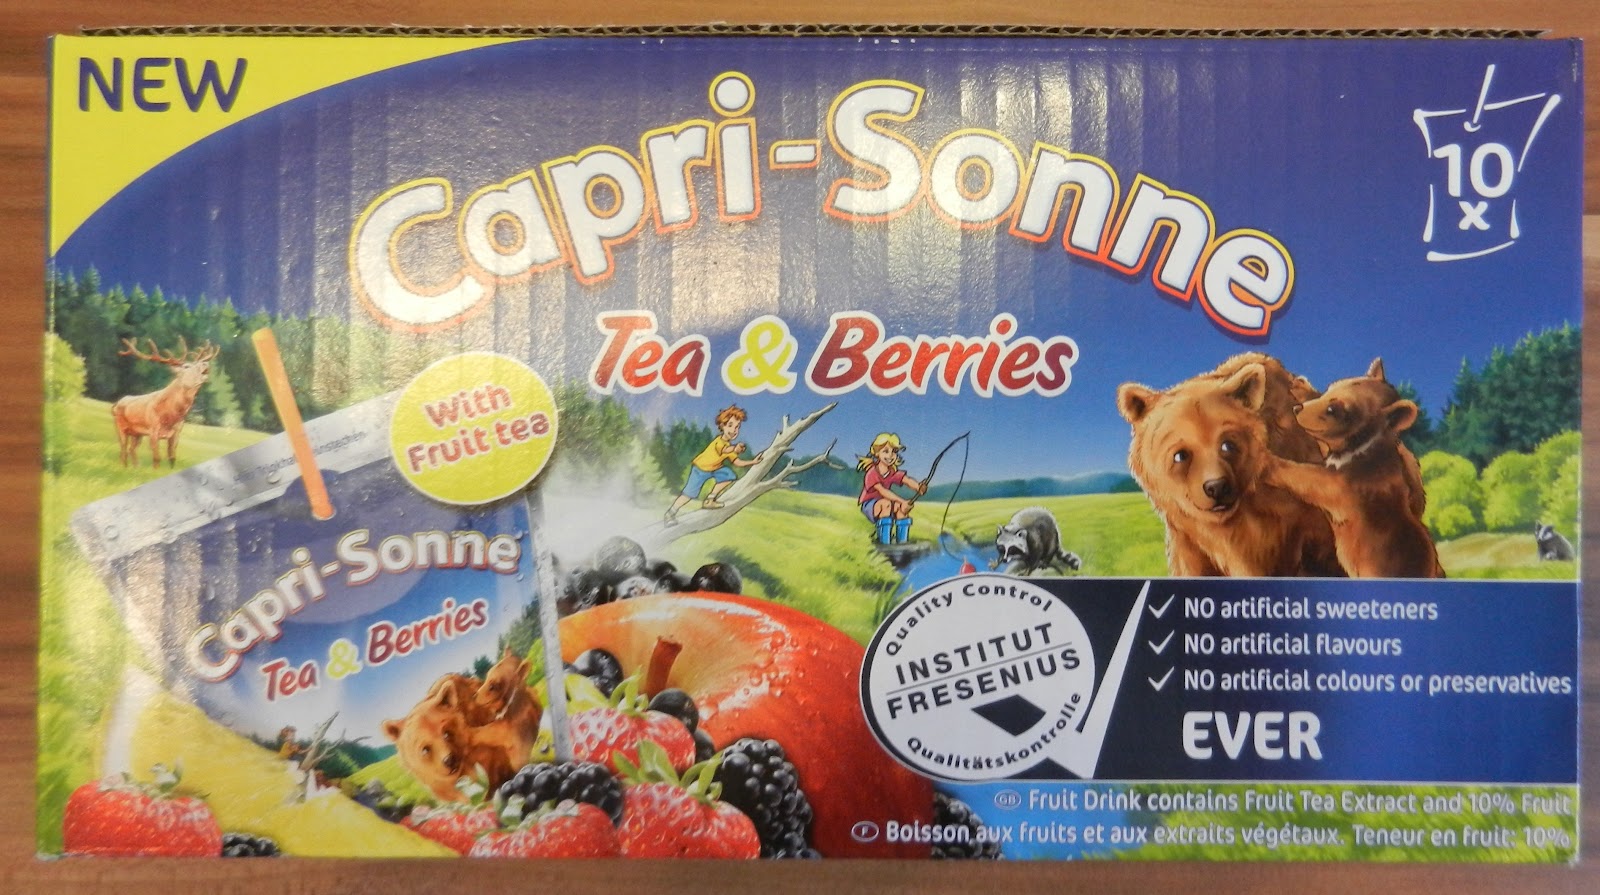 NEW
Capri-Sonne
10
x
Tea & Berries
With
Fruit tea
Capri-Sonne
Tea & Berries
Quality Control
INSTITUT
FRESENIUS
Qualitätskontrolle
NO artificial sweeteners
NO artificial flavours
NO artificial colours or preservatives
EVER
GB Fruit Drink contains Fruit Tea Extract and 10% Fruit
F Boisson aux fruits et aux extraits végétaux. Teneur en fruit: 10%